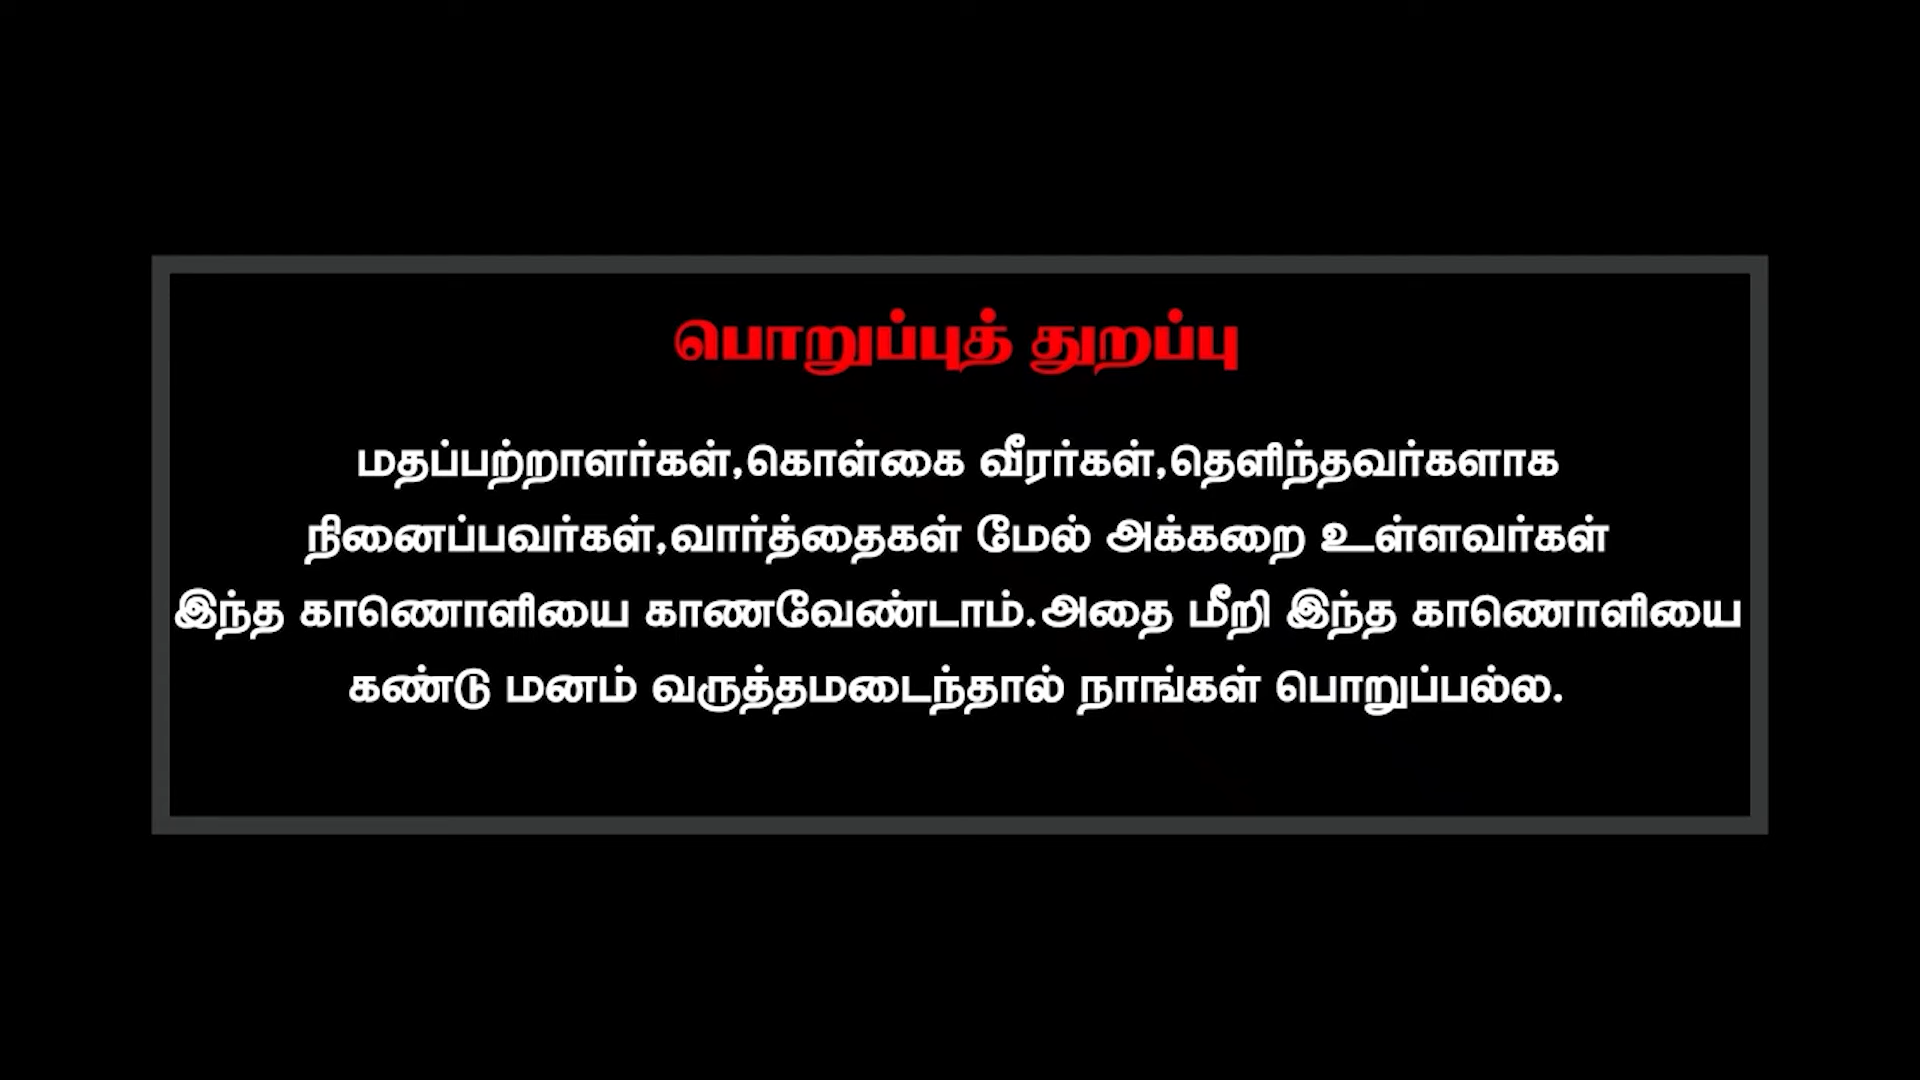 பொறுப்புத் துறப்பு
மதப்பற்றாளர்கள்,கொள்கை வீரர்கள்,தெளிந்தவர்களாக
நினைப்பவர்கள்,வார்த்தைகள் மேல் அக்கறை உள்ளவர்கள்
இந்த காணொளியை காணவேண்டாம்.அதை மீறி இந்த காணொளியை
கண்டு மனம் வருத்தமடைந்தால் நாங்கள் பொறுப்பல்ல.